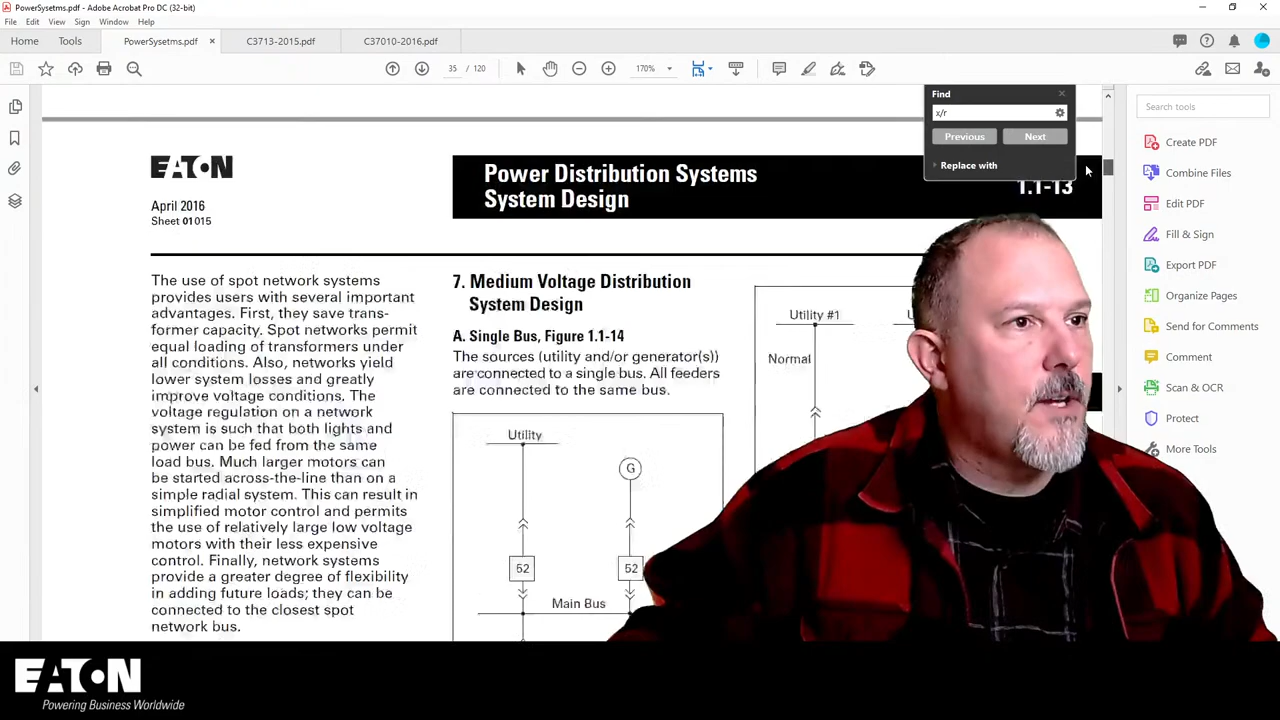 PowerSysetms.pdf - Adobe Acrobat Pro DC (32-bit)
File Edit View Sign Window Help
Home Tools PowerSysetms.pdf × C3713-2015.pdf C37010-2016.pdf
35 / 120 170%
Find
x/r
Previous Next
Replace with
Search tools
Create PDF
Combine Files
Edit PDF
Fill & Sign
Export PDF
Organize Pages
Send for Comments
Comment
Scan & OCR
Protect
More Tools
EATON
April 2016
Sheet 01015
Power Distribution Systems
System Design
1.1-13
The use of spot network systems
provides users with several important
advantages. First, they save trans-
former capacity. Spot networks permit
equal loading of transformers under
all conditions. Also, networks yield
lower system losses and greatly
improve voltage conditions. The
voltage regulation on a network
system is such that both lights and
power can be fed from the same
load bus. Much larger motors can
be started across-the-line than on a
simple radial system. This can result in
simplified motor control and permits
the use of relatively large low voltage
motors with their less expensive
control. Finally, network systems
provide a greater degree of flexibility
in adding future loads; they can be
connected to the closest spot
network bus.
7. Medium Voltage Distribution
System Design
A. Single Bus, Figure 1.1-14
The sources (utility and/or generator(s))
are connected to a single bus. All feeders
are connected to the same bus.
Utility
G
52
52
Main Bus
Utility #1
Normal
EATON
Powering Business Worldwide